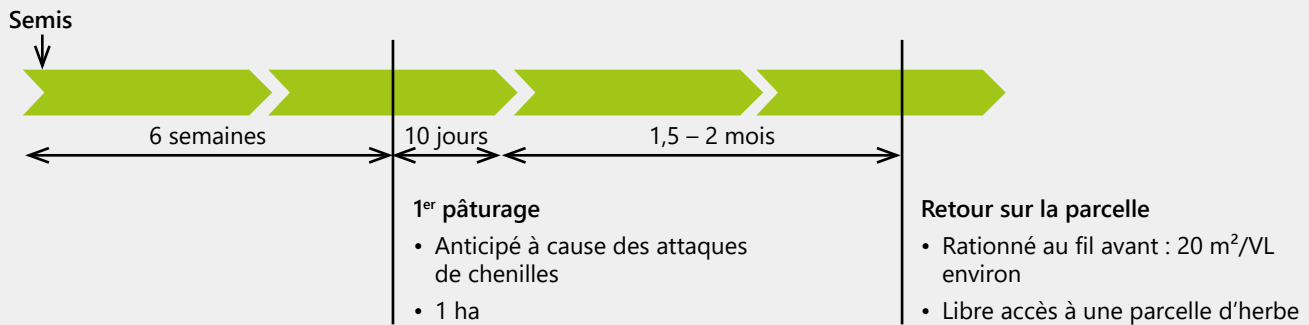 Semis
6 semaines
10 jours
1,5 – 2 mois
1er pâturage
• Anticipé à cause des attaques
de chenilles
• 1 ha
Retour sur la parcelle
• Rationné au fil avant : 20 m²/VL
environ
• Libre accès à une parcelle d'herbe